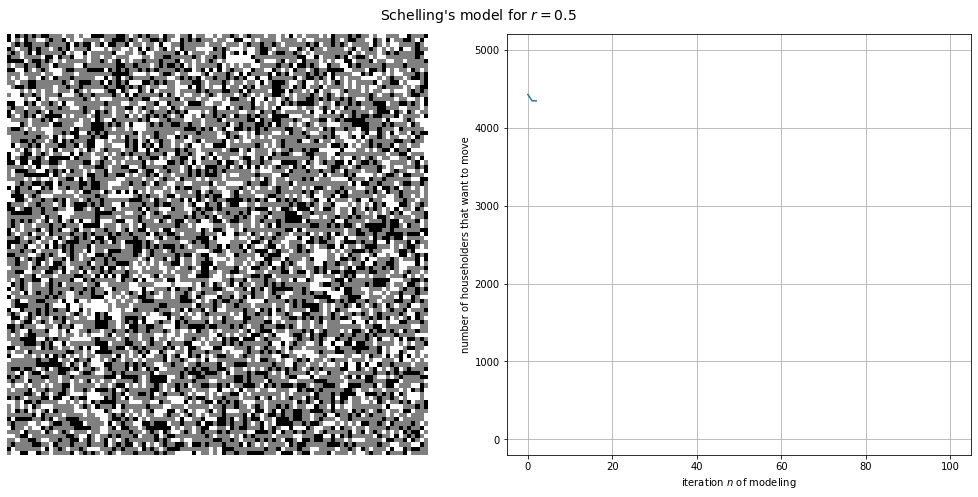 Schelling's model for r = 0.5
number of householders that want to move
5000
4000
3000
2000
1000
0
0 20 40 60 80 100
iteration n of modeling